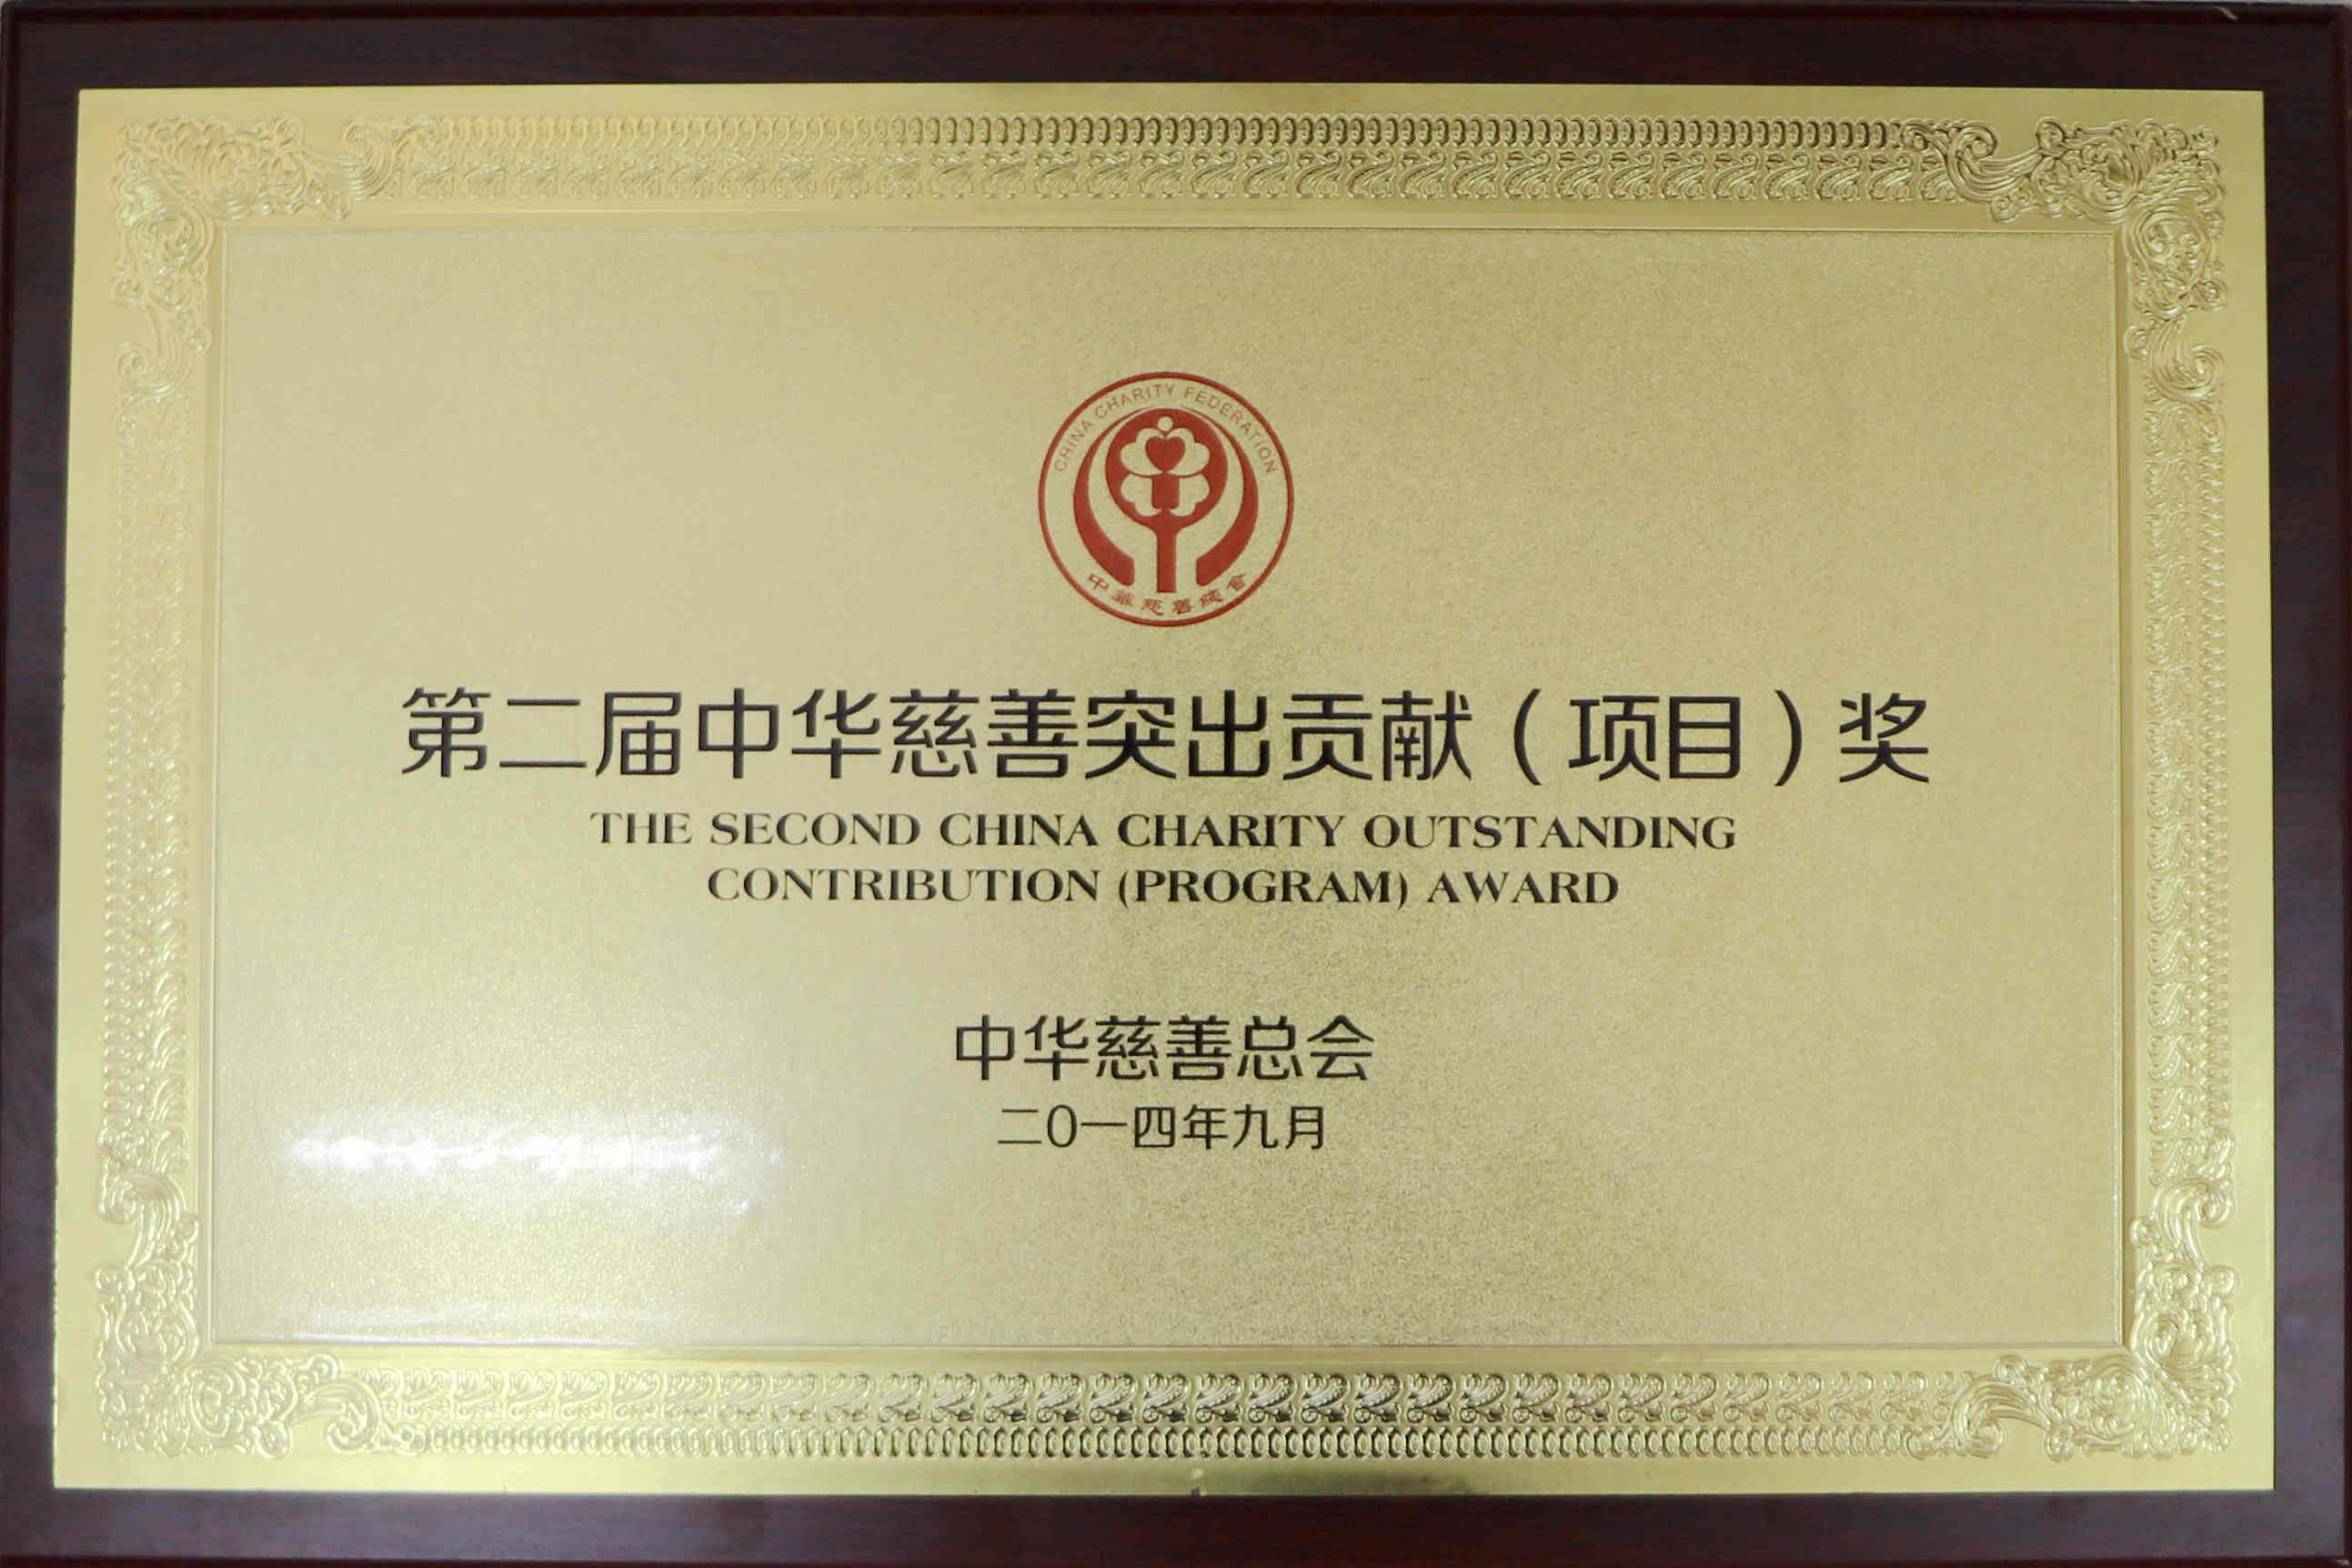 CHINA CHARITY FEDERATION
中華慈善總會
第二届中华慈善突出贡献（项目）奖
THE SECOND CHINA CHARITY OUTSTANDING
CONTRIBUTION (PROGRAM) AWARD
中华慈善总会
二〇一四年九月